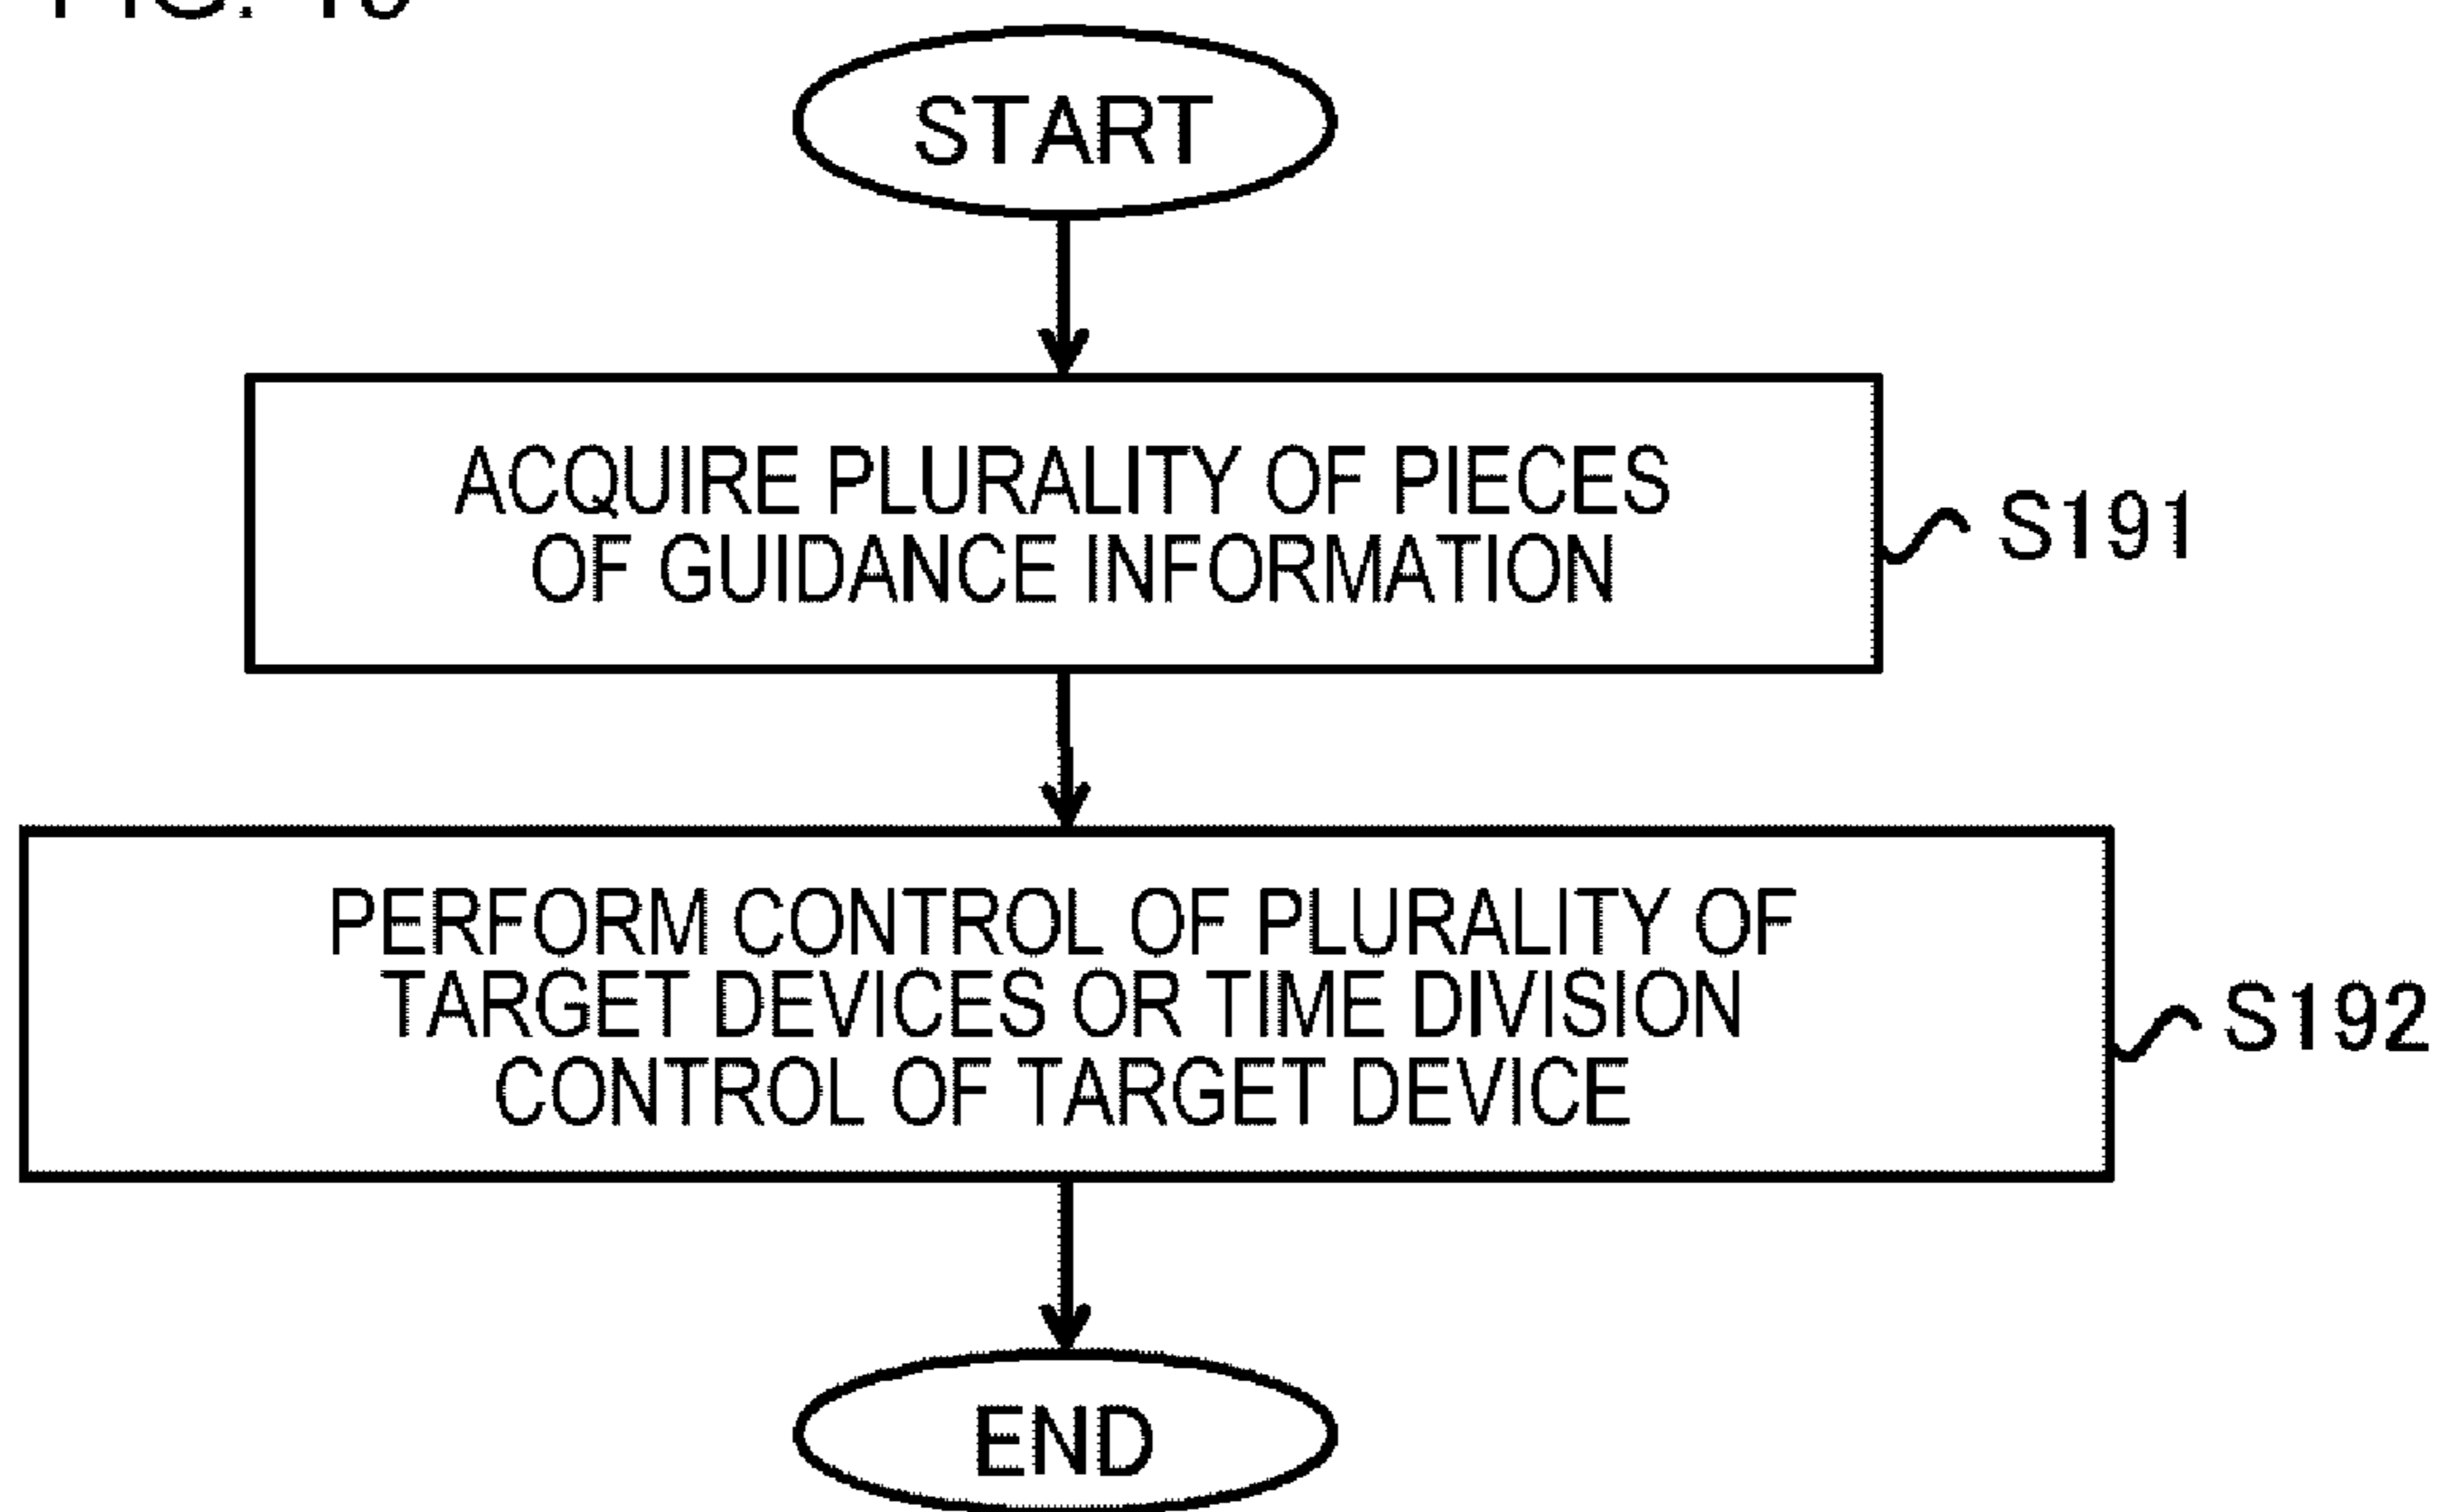 START
ACQUIRE PLURALITY OF PIECES
OF GUIDANCE INFORMATION
S191
PERFORM CONTROL OF PLURALITY OF
TARGET DEVICES OR TIME DIVISION
CONTROL OF TARGET DEVICE
S192
END